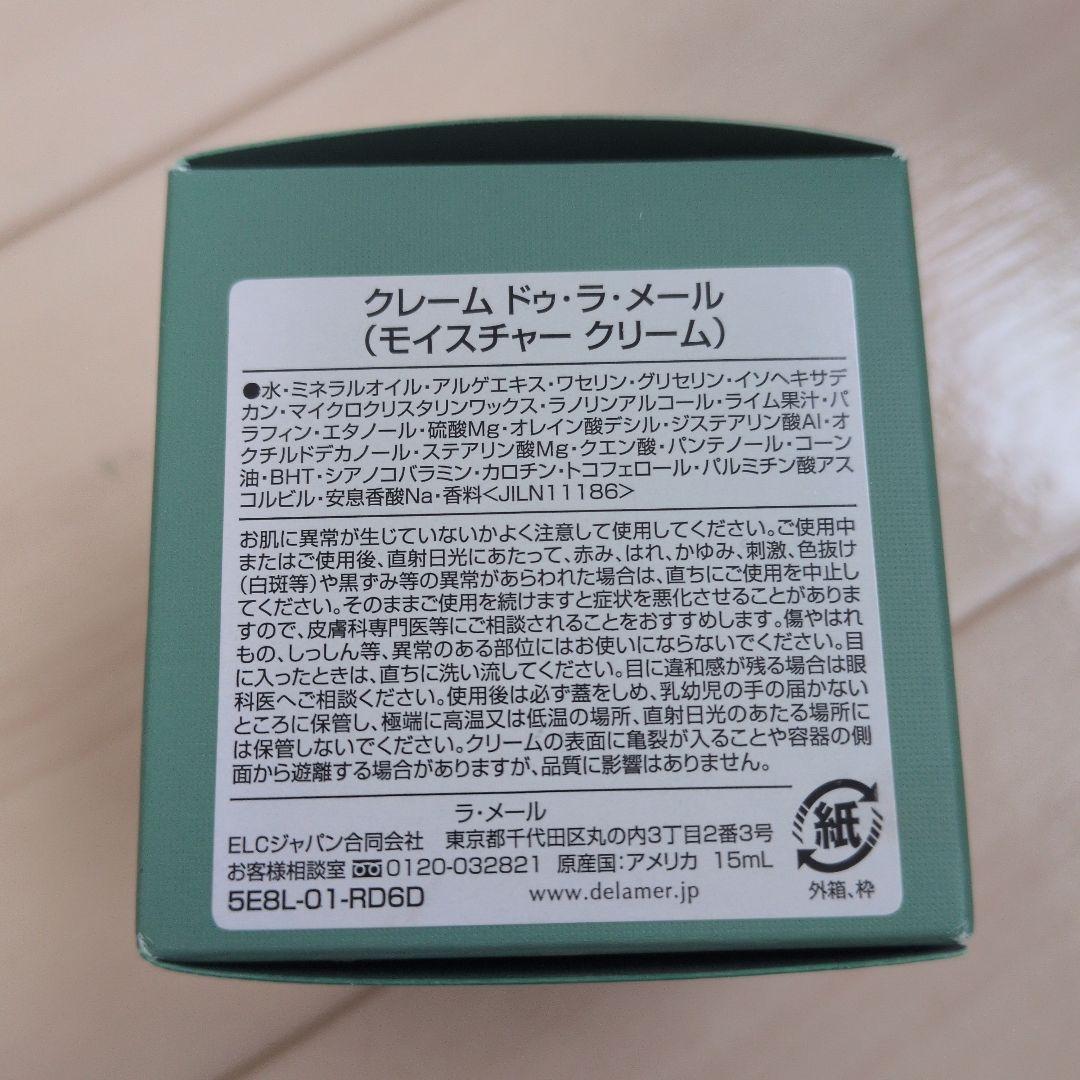 クレーム ドゥ・ラ・メール
（モイスチャー クリーム）
●水・ミネラルオイル・アルゲエキス・ワセリン・グリセリン・イソヘキサデ
カン・マイクロクリスタリンワックス・ラノリンアルコール・ライム果汁・パ
ラフィン・エタノール・硫酸Mg・オレイン酸デシル・ジステアリン酸Al・オ
クチルドデカノール・ステアリン酸Mg・クエン酸・パンテノール・コーン
油・BHT・シアノコバラミン・カロチン・トコフェロール・パルミチン酸アス
コルビル・安息香酸Na・香料<JILN11186>
お肌に異常が生じていないかよく注意して使用してください。ご使用中
またはご使用後、直射日光にあたって、赤み、はれ、かゆみ、刺激、色抜け
（白斑等）や黒ずみ等の異常があらわれた場合は、直ちにご使用を中止し
てください。そのままご使用を続けますと症状を悪化させることがありま
すので、皮膚科専門医等にご相談されることをおすすめします。傷やはれ
もの、しっしん等、異常のある部位にはお使いにならないでください。目
に入ったときは、直ちに洗い流してください。目に違和感が残る場合は眼
科医へご相談ください。使用後は必ず蓋をしめ、乳幼児の手の届かない
ところに保管し、極端に高温又は低温の場所、直射日光のあたる場所に
は保管しないでください。クリームの表面に亀裂が入ることや容器の側
面から遊離する場合がありますが、品質に影響はありません。
ラ・メール
ELCジャパン合同会社 東京都千代田区丸の内3丁目2番3号
お客様相談室 0120-032821 原産国：アメリカ 15mL
5E8L-01-RD6D www.delamer.jp
紙
外箱、枠